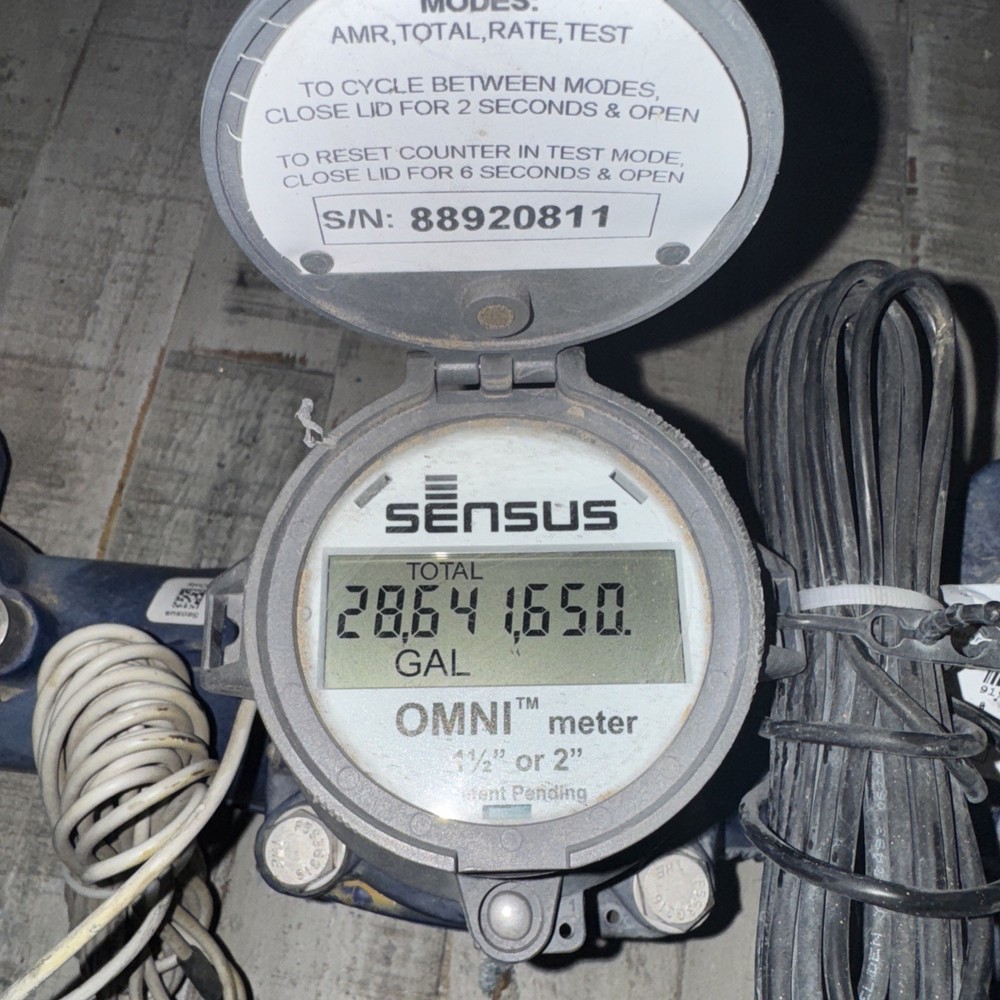 MODES:
AMR,TOTAL,RATE,TEST
TO CYCLE BETWEEN MODES,
CLOSE LID FOR 2 SECONDS & OPEN
TO RESET COUNTER IN TEST MODE,
CLOSE LID FOR 6 SECONDS & OPEN
S/N: 88920811
SENSUS
TOTAL
28,641,650.
GAL
OMNI™ meter
1½” or 2”
Pending
Sensus